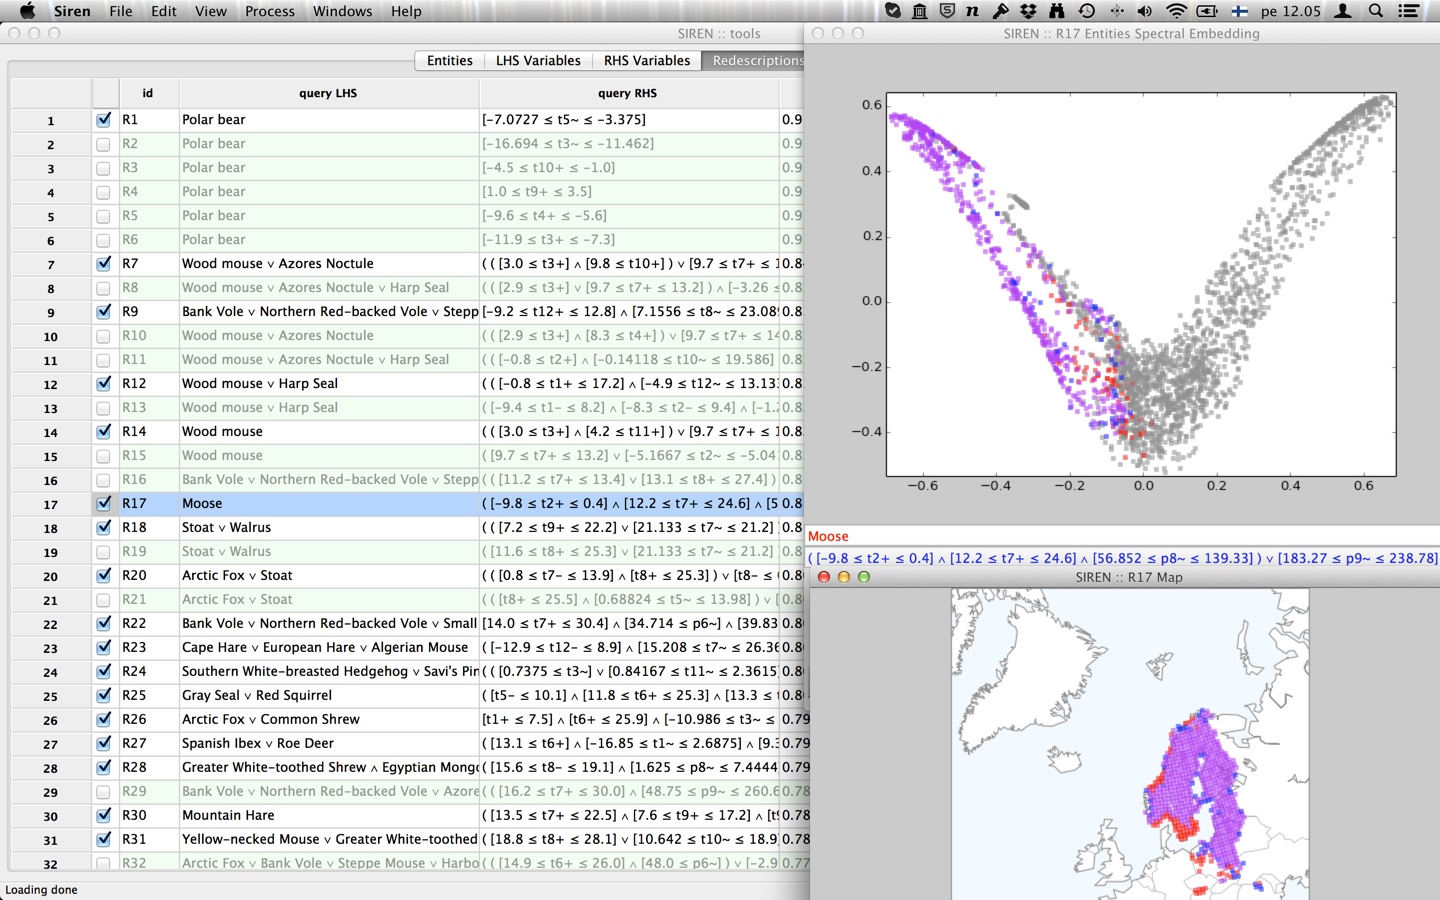 Siren File Edit View Process Windows Help пе 12.05
SIREN :: tools
Entities LHS Variables RHS Variables Redescriptions
id query LHS query RHS
1 R1 Polar bear [-7.0727 ≤ t5~ ≤ -3.375] 0.9
2 R2 Polar bear [-16.694 ≤ t3~ ≤ -11.462] 0.9
3 R3 Polar bear [-4.5 ≤ t10+ ≤ -1.0] 0.9
4 R4 Polar bear [1.0 ≤ t9+ ≤ 3.5] 0.9
5 R5 Polar bear [-9.6 ≤ t4+ ≤ -5.6] 0.9
6 R6 Polar bear [-11.9 ≤ t3+ ≤ -7.3] 0.9
7 R7 Wood mouse ∨ Azores Noctule ( ( [3.0 ≤ t3+] ∧ [9.8 ≤ t10+] ) ∨ [9.7 ≤ t7+ ≤ 1 0.8
8 R8 Wood mouse ∨ Azores Noctule ∨ Harp Seal ( ( [2.9 ≤ t3+] ∨ [9.7 ≤ t7+ ≤ 13.2] ) ∧ [-3.26 ≤ 0.8
9 R9 Bank Vole ∨ Northern Red-backed Vole ∨ Stepp [-9.2 ≤ t12+ ≤ 12.8] ∧ [7.1556 ≤ t8~ ≤ 23.089 0.8
10 R10 Wood mouse ∨ Azores Noctule ( ( [2.9 ≤ t3+] ∧ [8.3 ≤ t4+] ) ∨ [9.7 ≤ t7+ ≤ 14 0.8
11 R11 Wood mouse ∨ Azores Noctule ∨ Harp Seal ( ( [-0.8 ≤ t2+] ∧ [-0.14118 ≤ t10~ ≤ 19.586] 0.8
12 R12 Wood mouse ∨ Harp Seal ( ( [-0.8 ≤ t1+ ≤ 17.2] ∧ [-4.9 ≤ t12~ ≤ 13.133 0.8
13 R13 Wood mouse ∨ Harp Seal ( [-9.4 ≤ t1- ≤ 8.2] ∧ [-8.3 ≤ t2- ≤ 9.4] ∧ [-1.2 0.8
14 R14 Wood mouse ( ( [3.0 ≤ t3+] ∧ [4.2 ≤ t11+] ) ∨ [9.7 ≤ t7+ ≤ 1 0.8
15 R15 Wood mouse ( [9.7 ≤ t7+ ≤ 13.2] ∨ [-5.1667 ≤ t2~ ≤ -5.04 0.8
16 R16 Bank Vole ∨ Northern Red-backed Vole ∨ Stepp ( ( [11.2 ≤ t7+ ≤ 13.4] ∨ [13.1 ≤ t8+ ≤ 27.4] ) 0.8
17 R17 Moose ( [-9.8 ≤ t2+ ≤ 0.4] ∧ [12.2 ≤ t7+ ≤ 24.6] ∧ [5 0.8
18 R18 Stoat ∨ Walrus ( ( [7.2 ≤ t9+ ≤ 22.2] ∨ [21.133 ≤ t7~ ≤ 21.2] 0.8
19 R19 Stoat ∨ Walrus ( [11.6 ≤ t8+ ≤ 25.3] ∨ [21.133 ≤ t7~ ≤ 21.2] 0.8
20 R20 Arctic Fox ∨ Stoat ( ( [0.8 ≤ t7- ≤ 13.9] ∧ [t8+ ≤ 25.3] ) ∨ [t8- ≤ 0.8
21 R21 Arctic Fox ∨ Stoat ( ( [t8+ ≤ 25.5] ∧ [0.68824 ≤ t5~ ≤ 13.98] ) ∨ [ 0.8
22 R22 Bank Vole ∨ Northern Red-backed Vole ∨ Small [14.0 ≤ t7+ ≤ 30.4] ∧ [34.714 ≤ p6~] ∧ [39.83 0.8
23 R23 Cape Hare ∨ European Hare ∨ Algerian Mouse ( [-12.9 ≤ t12- ≤ 8.9] ∧ [15.208 ≤ t7~ ≤ 26.36 0.8
24 R24 Southern White-breasted Hedgehog ∨ Savi's Pin ( ( [0.7375 ≤ t3~] ∨ [0.84167 ≤ t11~ ≤ 2.3615] 0.8
25 R25 Gray Seal ∨ Red Squirrel ( [t5- ≤ 10.1] ∧ [11.8 ≤ t6+ ≤ 25.3] ∧ [13.3 ≤ t 0.8
26 R26 Arctic Fox ∨ Common Shrew [t1+ ≤ 7.5] ∧ [t6+ ≤ 25.9] ∧ [-10.986 ≤ t3~ ≤ 0.79
27 R27 Spanish Ibex ∨ Roe Deer ( [13.1 ≤ t6+] ∧ [-16.85 ≤ t1~ ≤ 2.6875] ∧ [9.3 0.79
28 R28 Greater White-toothed Shrew ∧ Egyptian Mongo ( [15.6 ≤ t8- ≤ 19.1] ∧ [1.625 ≤ p8~ ≤ 7.4444 0.79
29 R29 Bank Vole ∨ Northern Red-backed Vole ∨ Azore ( [16.2 ≤ t7+ ≤ 30.0] ∧ [48.75 ≤ p9~ ≤ 260.6 0.78
30 R30 Mountain Hare ( [13.5 ≤ t7+ ≤ 22.5] ∧ [7.6 ≤ t9+ ≤ 17.2] ∧ [t9 0.78
31 R31 Yellow-necked Mouse ∨ Greater White-toothed ( [18.8 ≤ t8+ ≤ 28.1] ∨ [10.642 ≤ t10~ ≤ 18.9 0.78
32 R32 Arctic Fox ∨ Bank Vole ∨ Steppe Mouse ∨ Harbo ( ( [14.9 ≤ t6+ ≤ 26.0] ∧ [48.0 ≤ p6~] ) ∨ [-2.9 0.77
Loading done
SIREN :: R17 Entities Spectral Embedding
0.6
0.4
0.2
0.0
−0.2
−0.4
−0.6 −0.4 −0.2 0.0 0.2 0.4 0.6
Moose
( [-9.8 ≤ t2+ ≤ 0.4] ∧ [12.2 ≤ t7+ ≤ 24.6] ∧ [56.852 ≤ p8~ ≤ 139.33] ) ∨ [183.27 ≤ p9~ ≤ 238.78]
SIREN :: R17 Map